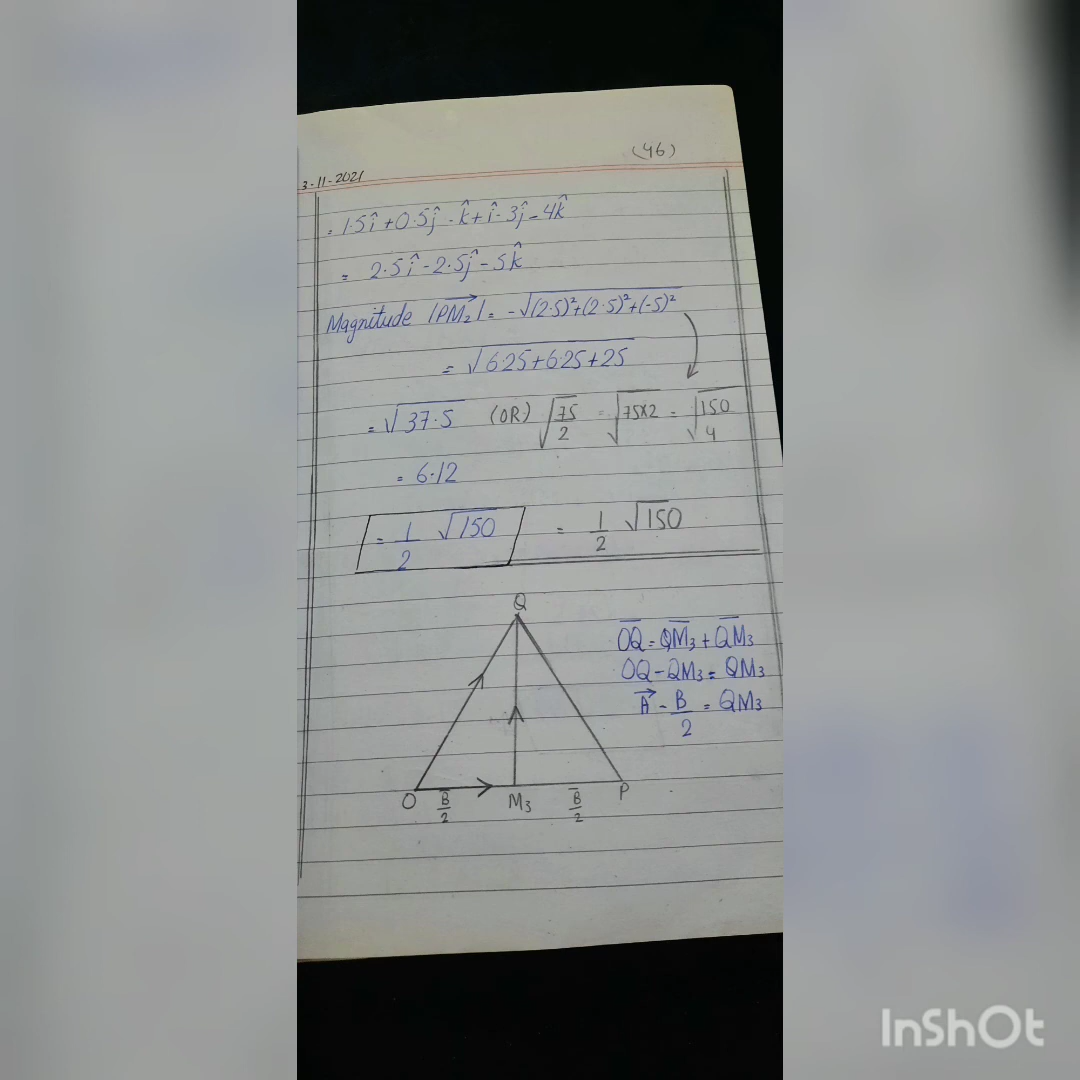 (46)
3-11-2021
= 1.5î + 0.5ĵ - k̂ + î - 3ĵ - 4k̂
= 2.5î - 2.5ĵ - 5k̂
Magnitude |PM₂| = -√(2.5)²+(2.5)²+(-5)²
= √6.25+6.25+25
= √37.5 (OR) √75/2 = √75×2 = √150/4
= 6.12
= 1/2 √150 = 1/2 √150
Q
OQ = QM₃ + QM₃
OQ - QM₃ = QM₃
A - B/2 = QM₃
O B/2 M₃ B/2 P
InShOt